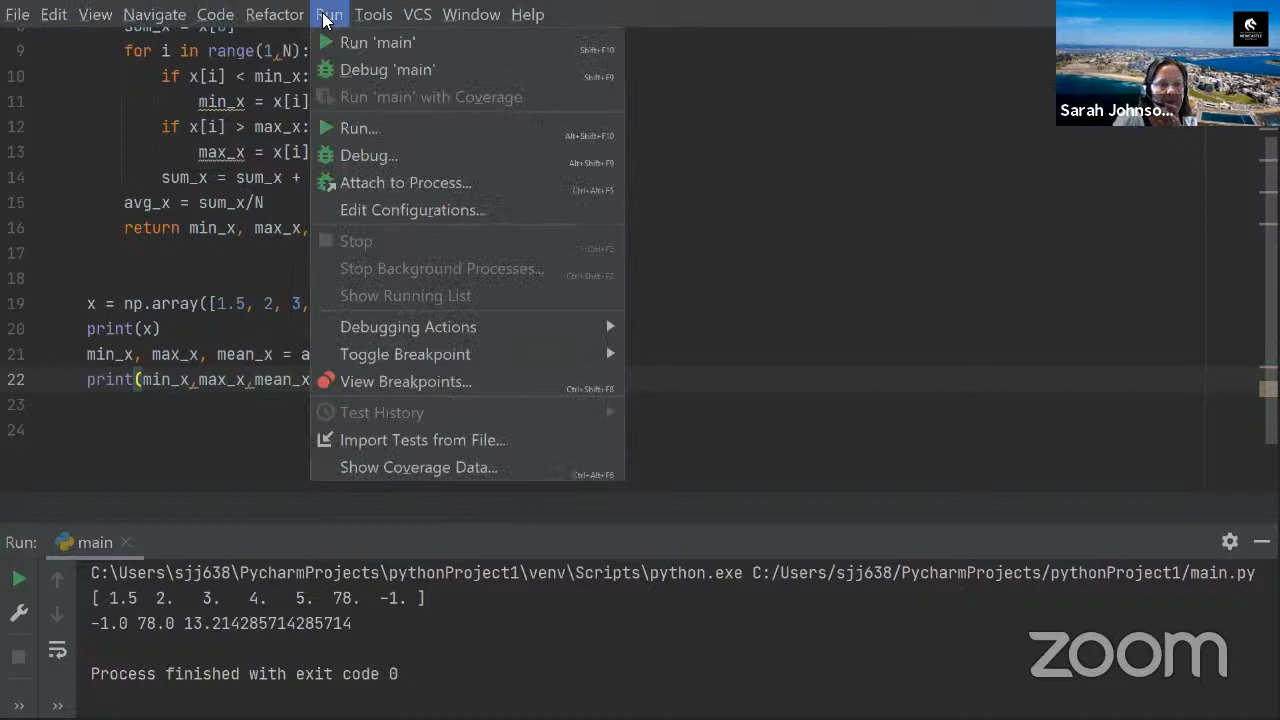 File Edit View Navigate Code Refactor Run Tools VCS Window Help
NEWCASTLE
Sarah Johnso...
9 for i in range(1,N):
10 if x[i] < min_x:
11 min_x = x[i]
12 if x[i] > max_x:
13 max_x = x[i]
14 sum_x = sum_x +
15 avg_x = sum_x/N
16 return min_x, max_x,
17
18
19 x = np.array([1.5, 2, 3,
20 print(x)
21 min_x, max_x, mean_x = a
22 print(min_x,max_x,mean_x
23
24
Run 'main' Shift+F10
Debug 'main' Shift+F9
Run 'main' with Coverage
Run... Alt+Shift+F10
Debug... Alt+Shift+F9
Attach to Process... Ctrl+Alt+F5
Edit Configurations...
Stop Ctrl+F2
Stop Background Processes... Ctrl+Shift+F2
Show Running List
Debugging Actions
Toggle Breakpoint
View Breakpoints... Ctrl+Shift+F8
Test History
Import Tests from File...
Show Coverage Data... Ctrl+Alt+F6
Run: main
C:\Users\sjj638\PycharmProjects\pythonProject1\venv\Scripts\python.exe C:/Users/sjj638/PycharmProjects/pythonProject1/main.py
[ 1.5 2. 3. 4. 5. 78. -1. ]
-1.0 78.0 13.214285714285714
Process finished with exit code 0
zoom